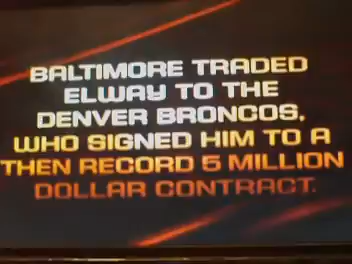 BALTIMORE TRADED
ELWAY TO THE
DENVER BRONCOS,
WHO SIGNED HIM TO A
THEN RECORD 5 MILLION
DOLLAR CONTRACT.